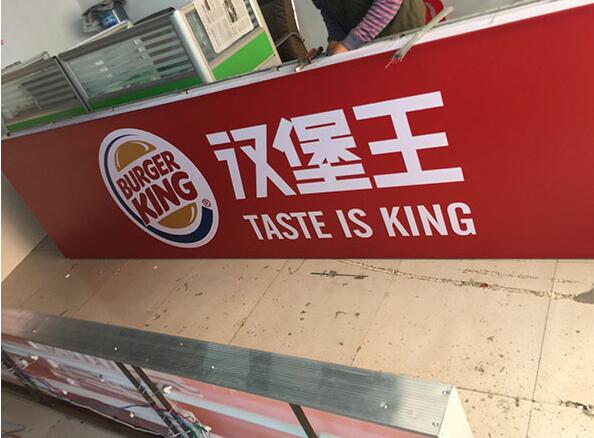 BURGER
KING
®
汉堡王
TASTE IS KING